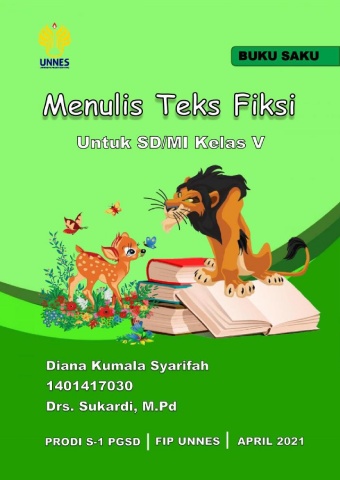 UNNES
BUKU SAKU
Menulis Teks Fiksi
Untuk SD/MI Kelas V
Diana Kumala Syarifah
1401417030
Drs. Sukardi, M.Pd
PRODI S-1 PGSD | FIP UNNES | APRIL 2021